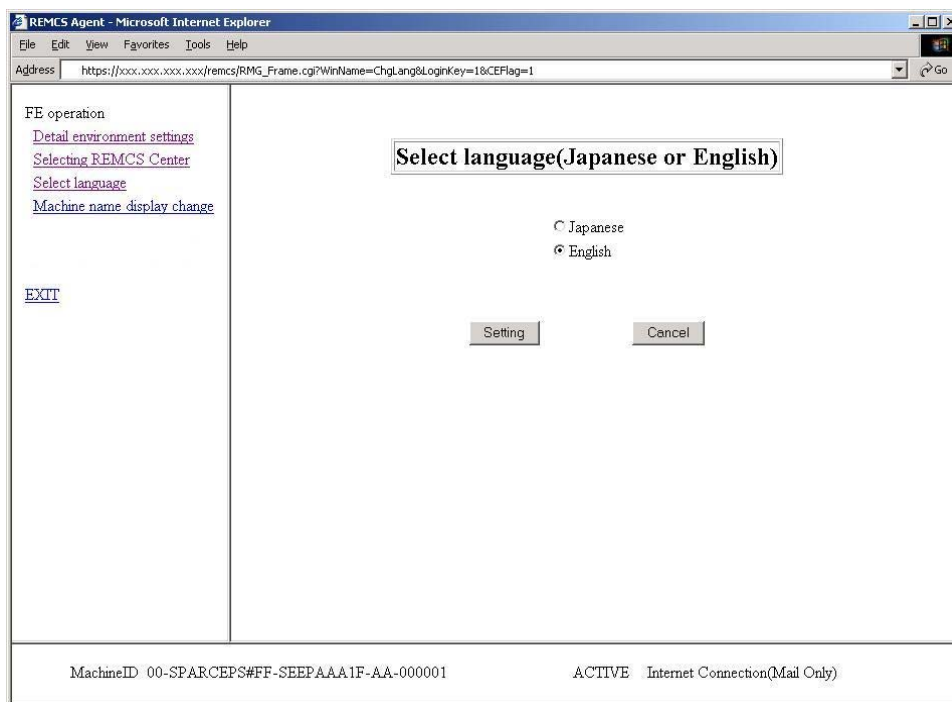 REMCS Agent - Microsoft Internet Explorer
File Edit View Favorites Tools Help
Address https://xxx.xxx.xxx.xxx/remcs/RMG_Frame.cgi?WinName=ChgLang&LoginKey=1&CEFlag=1 Go
FE operation
Detail environment settings
Selecting REMCS Center
Select language
Machine name display change
EXIT
Select language(Japanese or English)
Japanese
English
Setting Cancel
MachineID 00-SPARCEPS#FF-SEEPAAA1F-AA-000001 ACTIVE Internet Connection(Mail Only)